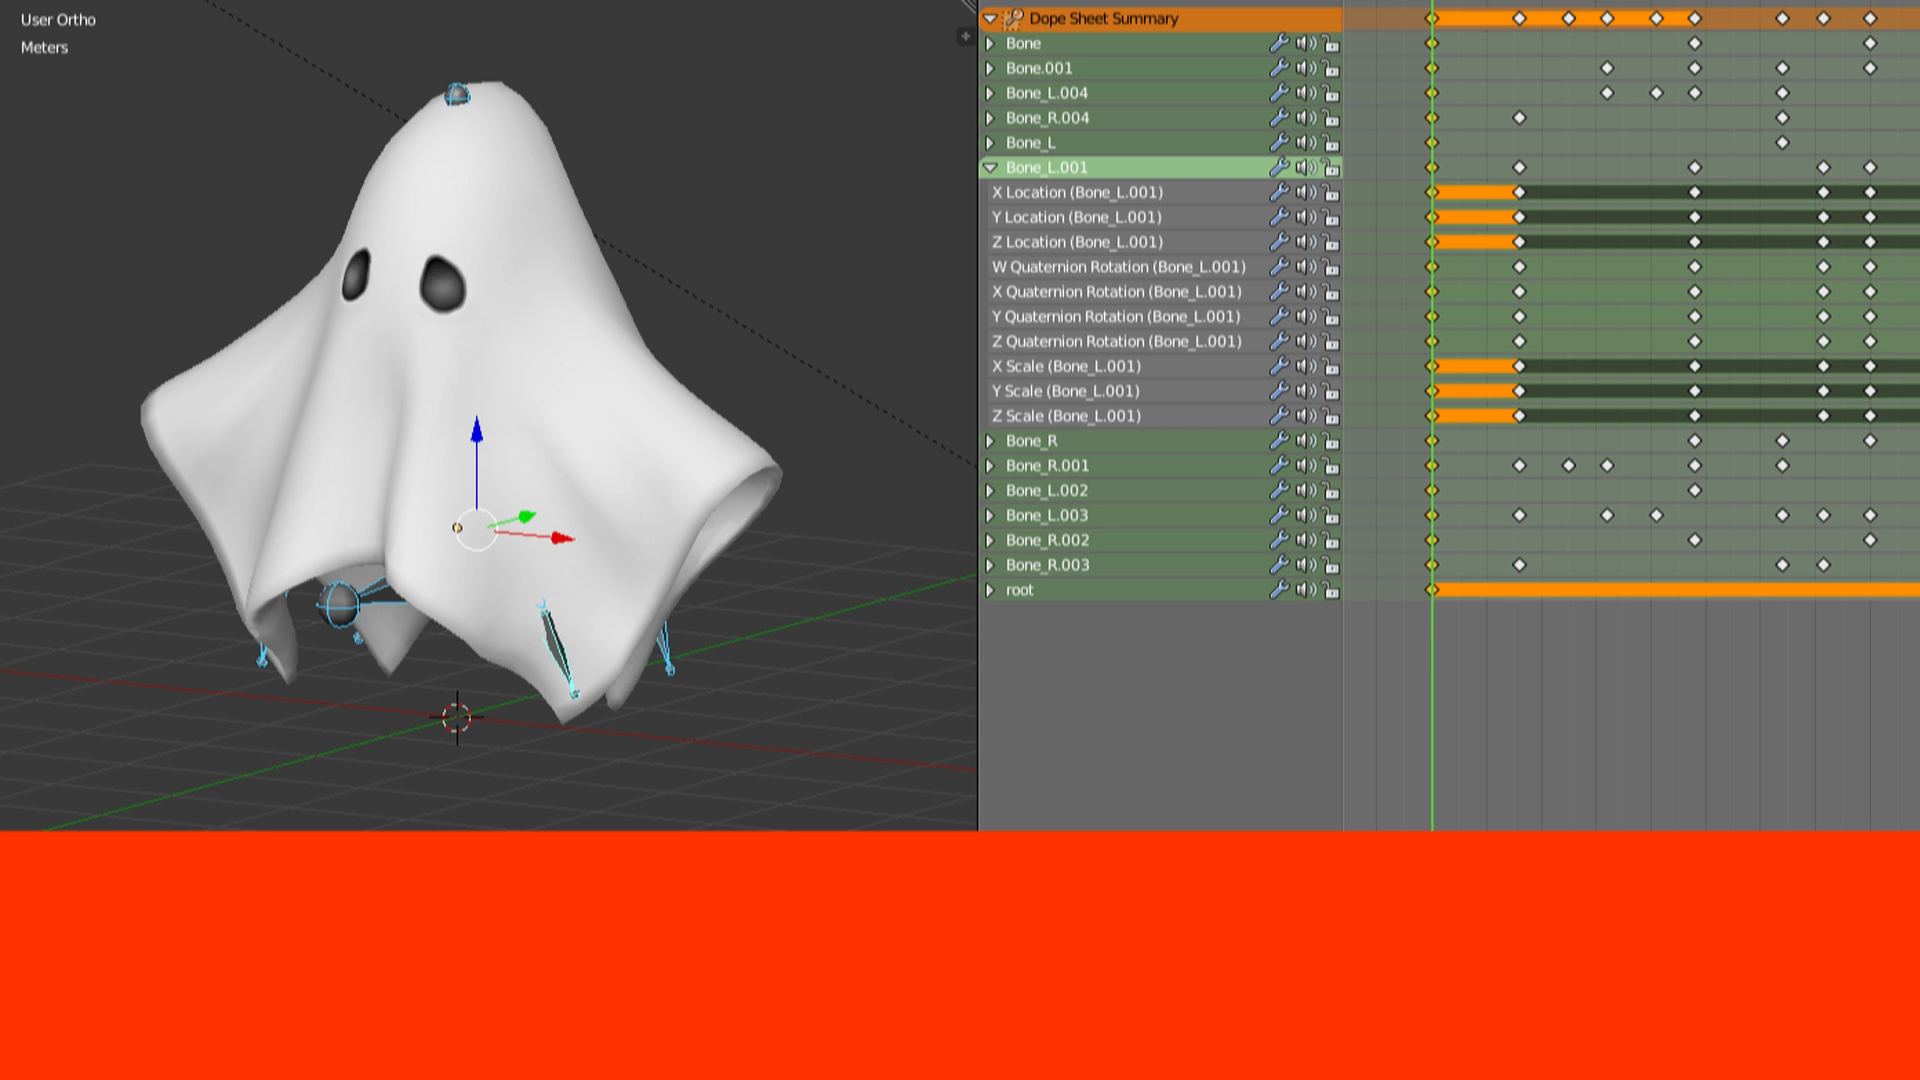 User Ortho
Meters
Dope Sheet Summary
Bone
Bone.001
Bone_L.004
Bone_R.004
Bone_L
Bone_L.001
X Location (Bone_L.001)
Y Location (Bone_L.001)
Z Location (Bone_L.001)
W Quaternion Rotation (Bone_L.001)
X Quaternion Rotation (Bone_L.001)
Y Quaternion Rotation (Bone_L.001)
Z Quaternion Rotation (Bone_L.001)
X Scale (Bone_L.001)
Y Scale (Bone_L.001)
Z Scale (Bone_L.001)
Bone_R
Bone_R.001
Bone_L.002
Bone_L.003
Bone_R.002
Bone_R.003
root